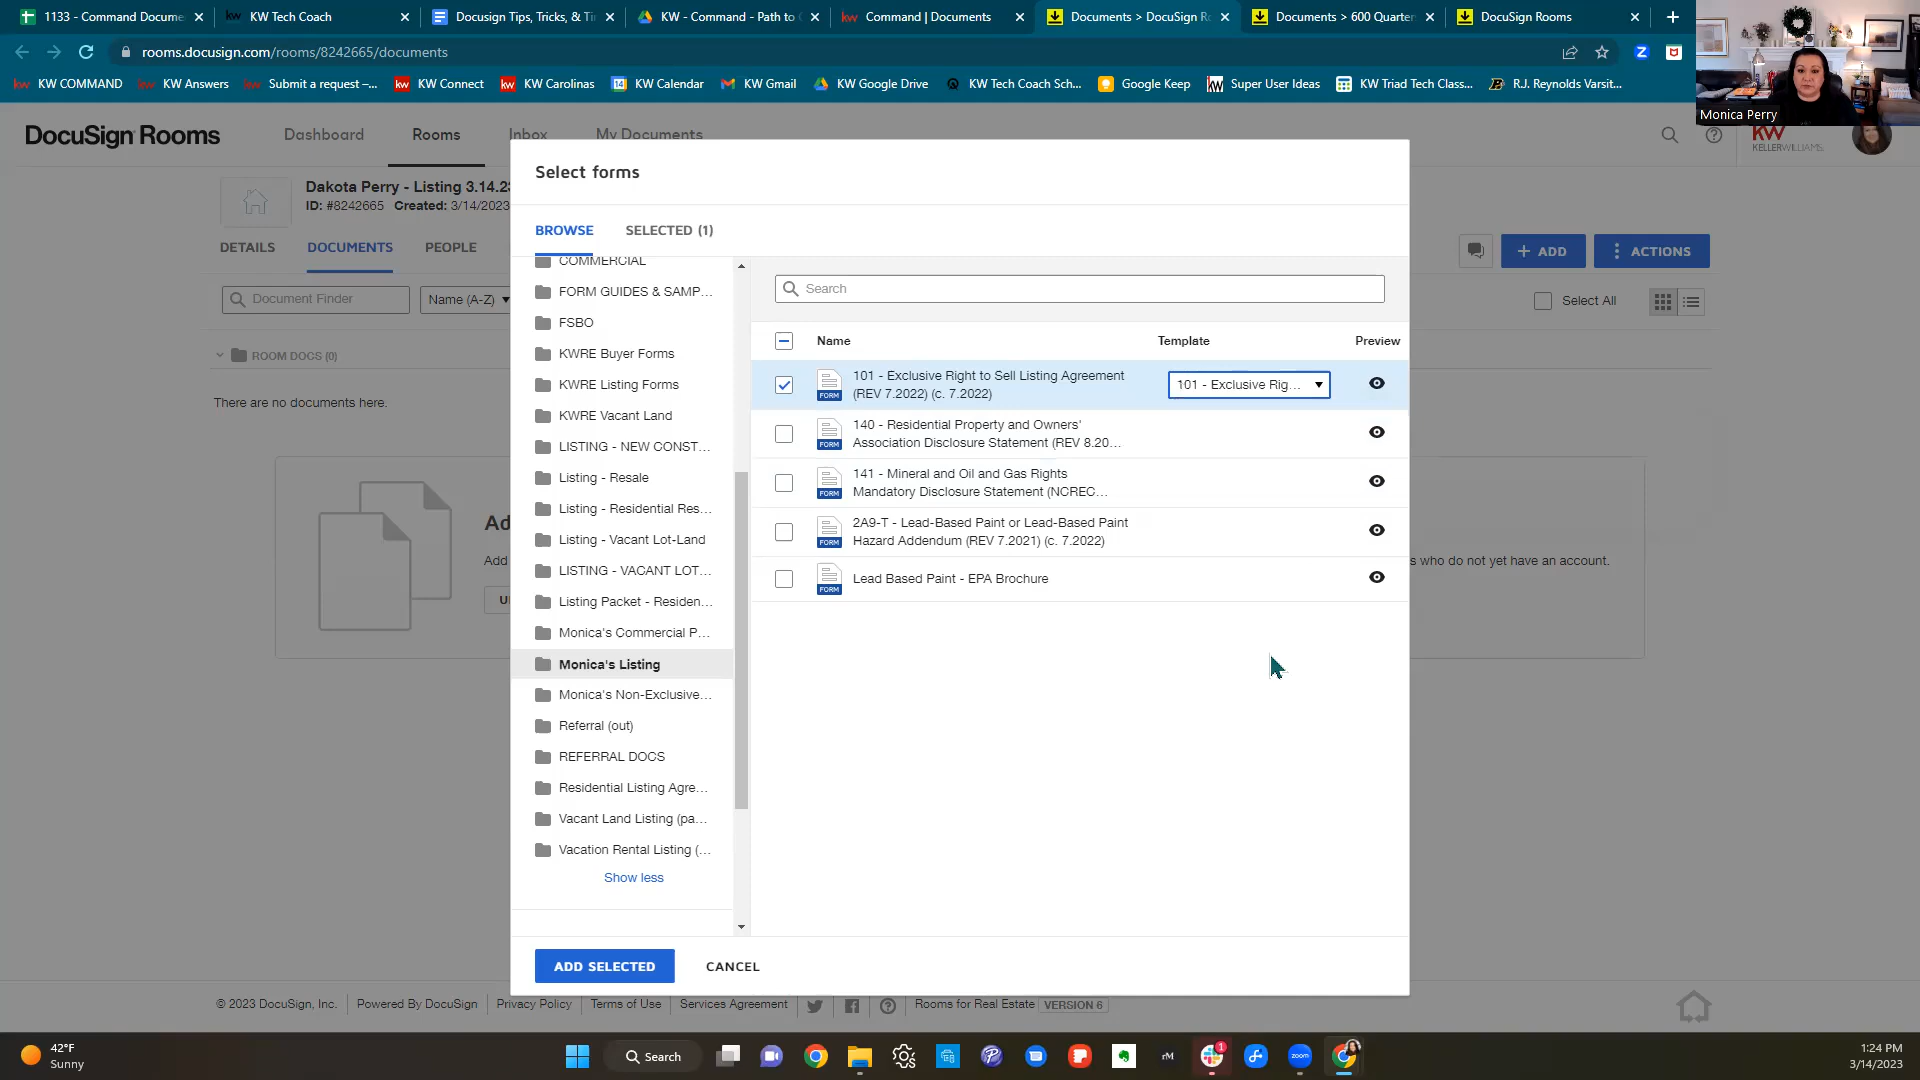 1133 - Command Docume
KW Tech Coach
Docusign Tips, Tricks, & Ti
KW - Command - Path to
Command | Documents
Documents > DocuSign R
Documents > 600 Quarter
DocuSign Rooms
rooms.docusign.com/rooms/8242665/documents
KW COMMAND
KW Answers
Submit a request –...
KW Connect
KW Carolinas
KW Calendar
KW Gmail
KW Google Drive
KW Tech Coach Sch...
Google Keep
Super User Ideas
KW Triad Tech Class...
R.J. Reynolds Varsit...
Monica Perry
DocuSign Rooms
Dashboard
Rooms
Inbox
My Documents
KW
KELLERWILLIAMS.
Dakota Perry - Listing 3.14.23
ID: #8242665 Created: 3/14/2023
DETAILS
DOCUMENTS
PEOPLE
+ ADD
ACTIONS
Document Finder
Name (A-Z)
Select All
ROOM DOCS (0)
There are no documents here.
Ad
Add
s who do not yet have an account.
U
Select forms
BROWSE
SELECTED (1)
COMMERCIAL
FORM GUIDES & SAMP...
FSBO
KWRE Buyer Forms
KWRE Listing Forms
KWRE Vacant Land
LISTING - NEW CONST...
Listing - Resale
Listing - Residential Res...
Listing - Vacant Lot-Land
LISTING - VACANT LOT...
Listing Packet - Residen...
Monica's Commercial P...
Monica's Listing
Monica's Non-Exclusive...
Referral (out)
REFERRAL DOCS
Residential Listing Agre...
Vacant Land Listing (pa...
Vacation Rental Listing (...
Show less
Search
Name
Template
Preview
FORM
101 - Exclusive Right to Sell Listing Agreement
(REV 7.2022) (c. 7.2022)
101 - Exclusive Rig...
FORM
140 - Residential Property and Owners'
Association Disclosure Statement (REV 8.20...
FORM
141 - Mineral and Oil and Gas Rights
Mandatory Disclosure Statement (NCREC...
FORM
2A9-T - Lead-Based Paint or Lead-Based Paint
Hazard Addendum (REV 7.2021) (c. 7.2022)
FORM
Lead Based Paint - EPA Brochure
ADD SELECTED
CANCEL
© 2023 DocuSign, Inc.
Powered By DocuSign
Privacy Policy
Terms of Use
Services Agreement
Rooms for Real Estate
VERSION 6
42°F
Sunny
Search
rM
1
zoom
1:24 PM
3/14/2023